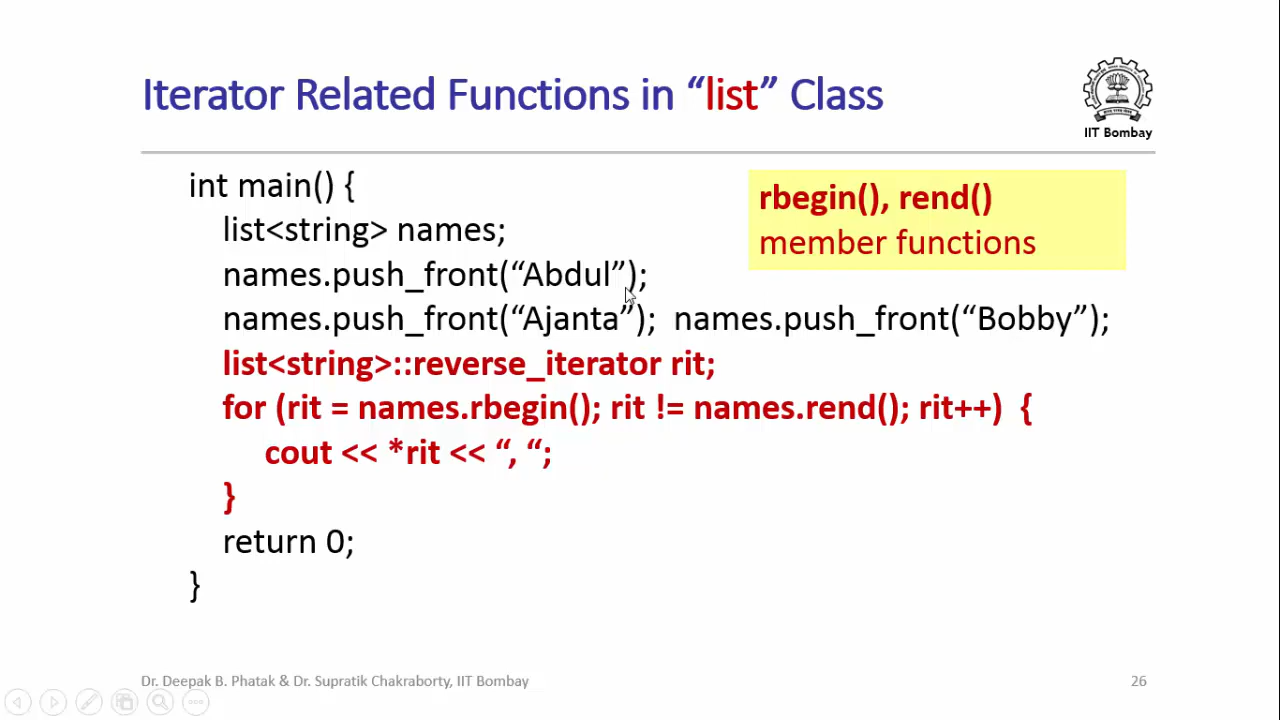 Iterator Related Functions in “list” Class
IIT Bombay
int main() {
list<string> names;
names.push_front(“Abdul”);
names.push_front(“Ajanta”); names.push_front(“Bobby”);
list<string>::reverse_iterator rit;
for (rit = names.rbegin(); rit != names.rend(); rit++) {
cout << *rit << “, “;
}
return 0;
}
rbegin(), rend()
member functions
Dr. Deepak B. Phatak & Dr. Supratik Chakraborty, IIT Bombay
26